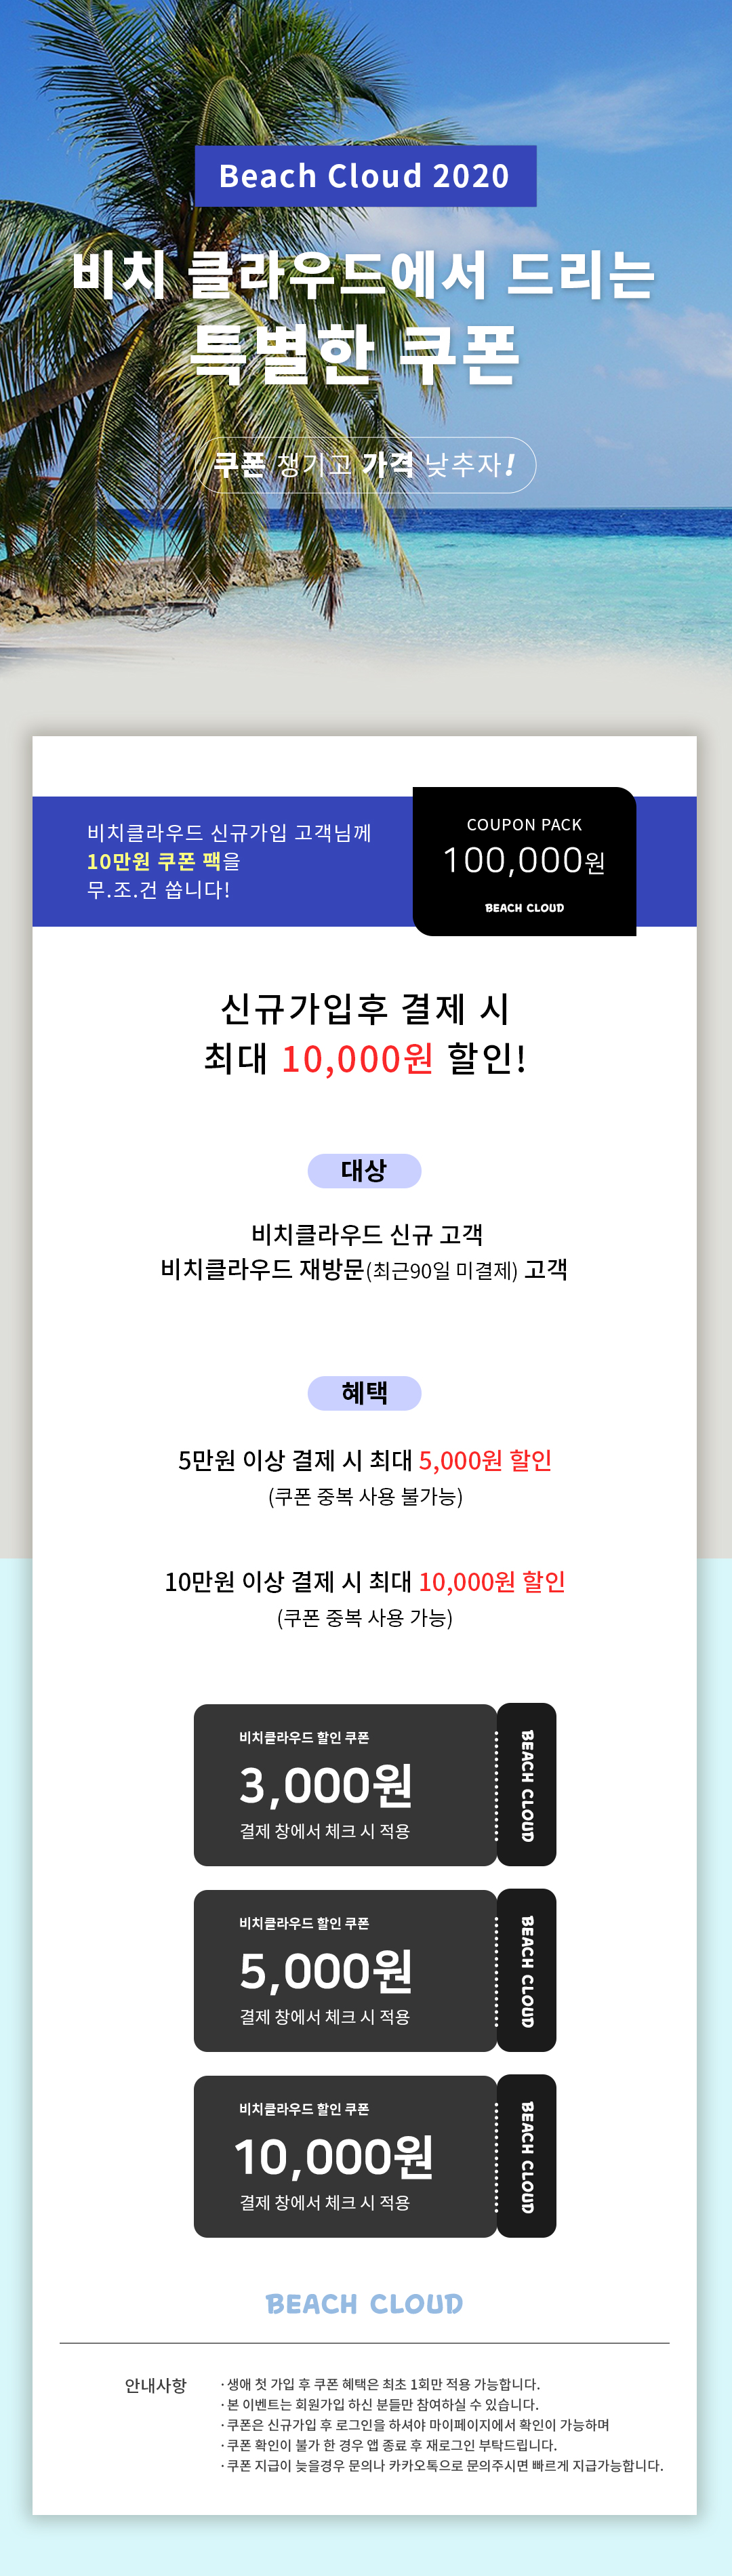 Beach Cloud 2020
비치 클라우드에서 드리는
특별한 쿠폰
쿠폰 챙기고 가격 낮추자!
비치클라우드 신규가입 고객님께
10만원 쿠폰 팩을
무.조.건 쏩니다!
COUPON PACK
100,000원
BEACH CLOUD
신규가입후 결제 시
최대 10,000원 할인!
대상
비치클라우드 신규 고객
비치클라우드 재방문(최근90일 미결제) 고객
혜택
5만원 이상 결제 시 최대 5,000원 할인
(쿠폰 중복 사용 불가능)
10만원 이상 결제 시 최대 10,000원 할인
(쿠폰 중복 사용 가능)
비치클라우드 할인 쿠폰
3,000원
결제 창에서 체크 시 적용
BEACH CLOUD
비치클라우드 할인 쿠폰
5,000원
결제 창에서 체크 시 적용
BEACH CLOUD
비치클라우드 할인 쿠폰
10,000원
결제 창에서 체크 시 적용
BEACH CLOUD
BEACH CLOUD
안내사항
· 생애 첫 가입 후 쿠폰 혜택은 최초 1회만 적용 가능합니다.
· 본 이벤트는 회원가입 하신 분들만 참여하실 수 있습니다.
· 쿠폰은 신규가입 후 로그인을 하셔야 마이페이지에서 확인이 가능하며
· 쿠폰 확인이 불가 한 경우 앱 종료 후 재로그인 부탁드립니다.
· 쿠폰 지급이 늦을경우 문의나 카카오톡으로 문의주시면 빠르게 지급가능합니다.